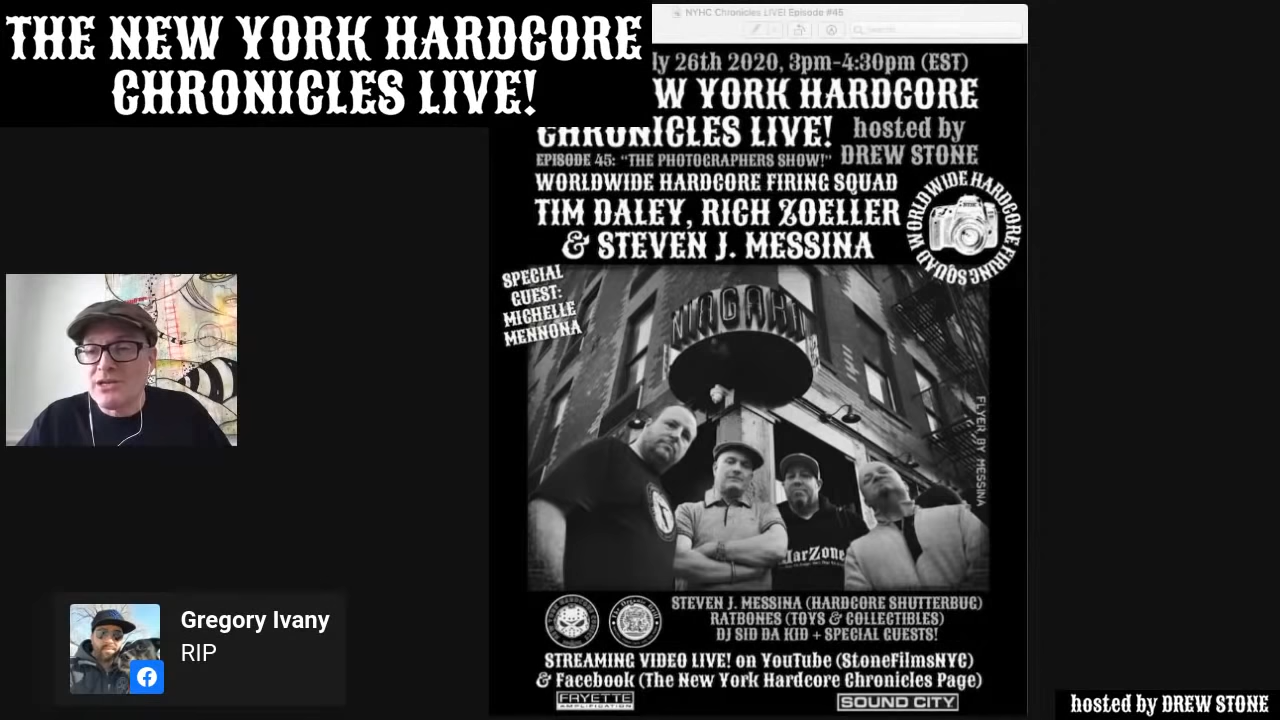 THE NEW YORK HARDCORE
CHRONICLES LIVE!
NYHC Chronicles LIVE! Episode #45
Search
ly 26th 2020, 3pm-4:30pm (EST)
W YORK HARDCORE
CHRONICLES LIVE! hosted by
EPISODE 45: "THE PHOTOGRAPHERS SHOW!" DREW STONE
WORLDWIDE HARDCORE FIRING SQUAD
TIM DALEY, RICH ZOELLER
& STEVEN J. MESSINA
WORLDWIDE HARDCORE FIRING SQUAD
SPECIAL
GUEST:
MICHELLE
MENNONA
NIAGARA
FLYER BY MESSINA
WarZone
Gregory Ivany
RIP
STEVEN J. MESSINA (HARDCORE SHUTTERBUG)
RATBONES (TOYS & COLLECTIBLES)
DJ SID DA KID + SPECIAL GUESTS!
STREAMING VIDEO LIVE! on YouTube (StoneFilmsNYC)
& Facebook (The New York Hardcore Chronicles Page)
FRYETTE
AMPLIFICATION
SOUND CITY
hosted by DREW STONE